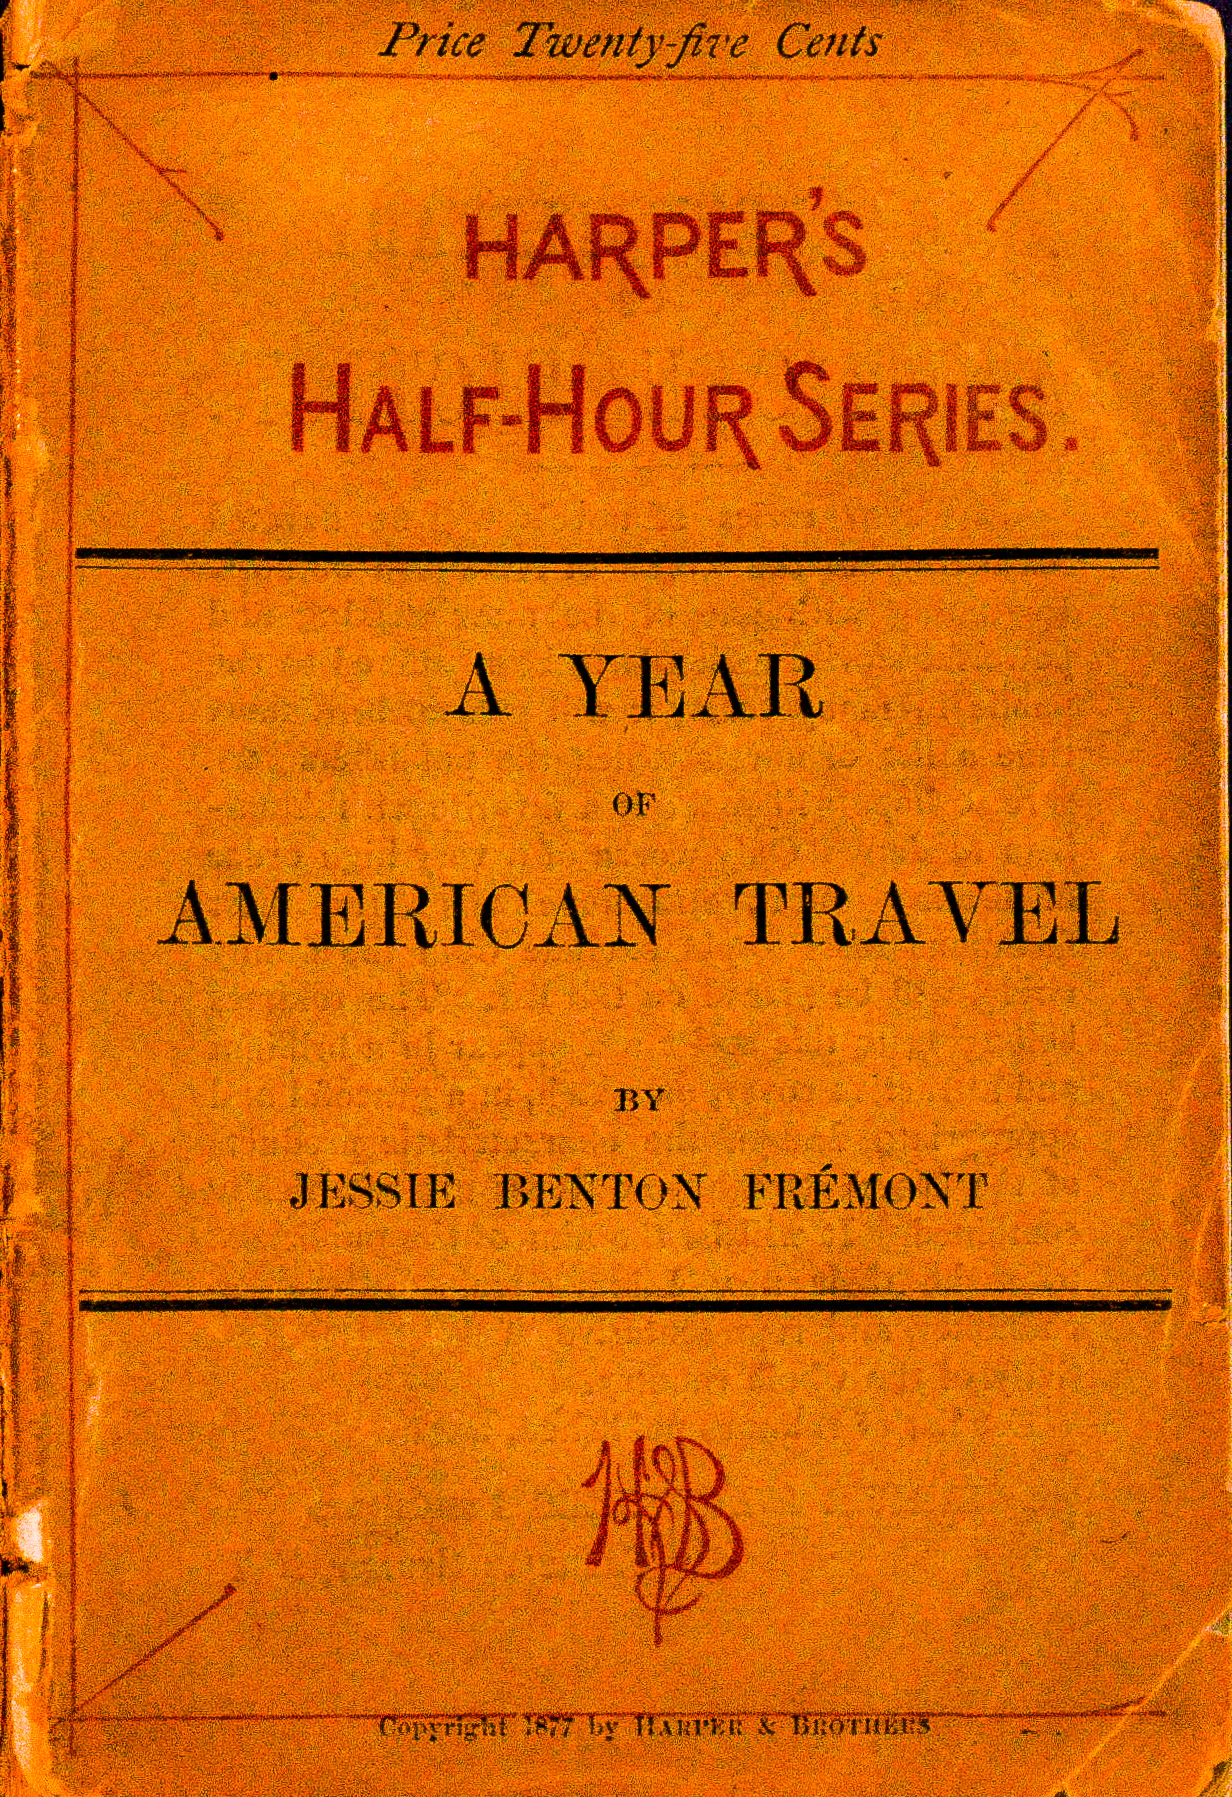 Price Twenty-five Cents
HARPER'S
HALF-HOUR SERIES.
A YEAR
OF
AMERICAN TRAVEL
BY
JESSIE BENTON FRÉMONT
H&B
Copyright 1877 by HARPER & BROTHERS